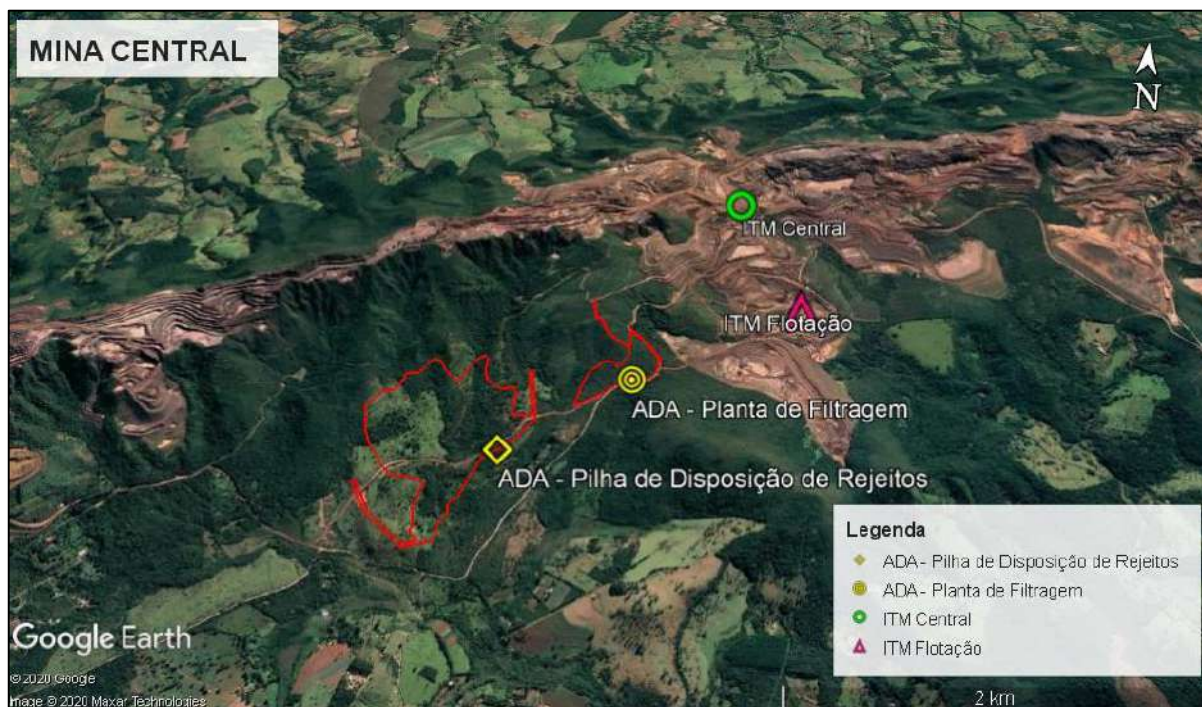 MINA CENTRAL
N
ITM Central
ITM Flotação
ADA - Planta de Filtragem
ADA - Pilha de Disposição de Rejeitos
Legenda
ADA - Pilha de Disposição de Rejeitos
ADA - Planta de Filtragem
ITM Central
ITM Flotação
Google Earth
© 2020 Google
Image © 2020 Maxar Technologies
2 km